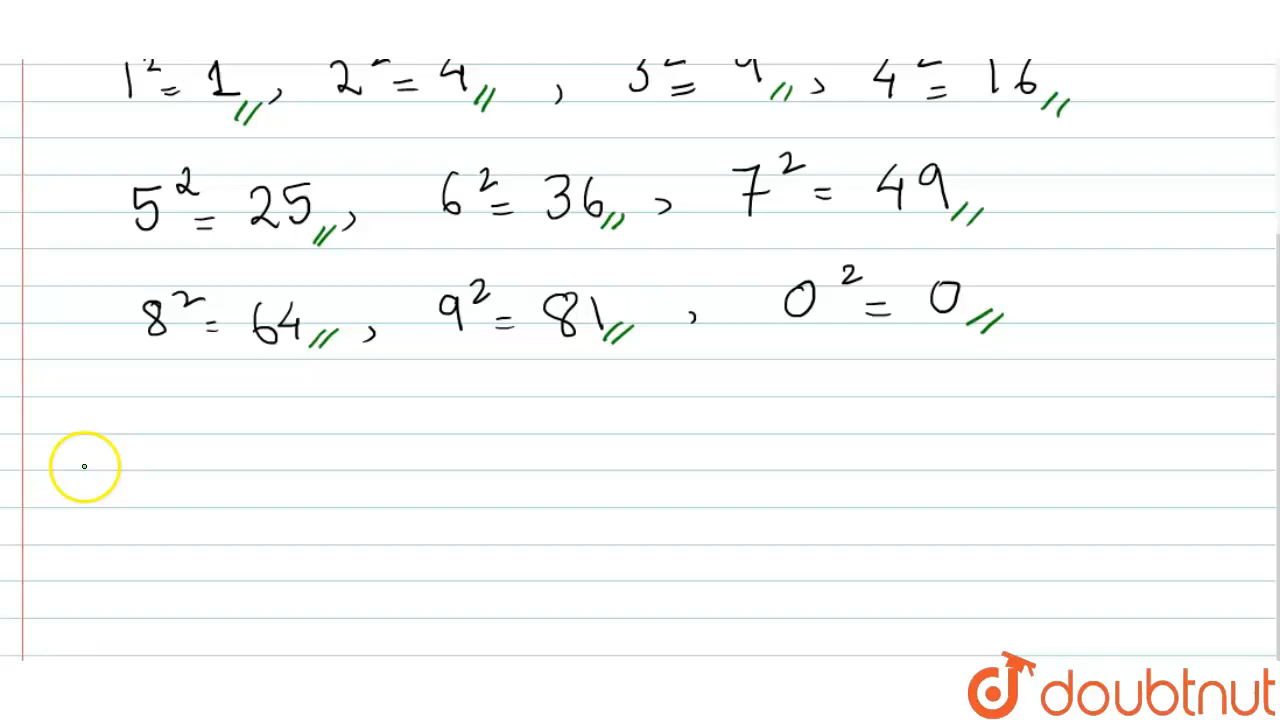 1² = 1, 2² = 4, 3² = 9, 4² = 16
5² = 25, 6² = 36, 7² = 49
8² = 64, 9² = 81, 0² = 0
doubtnut